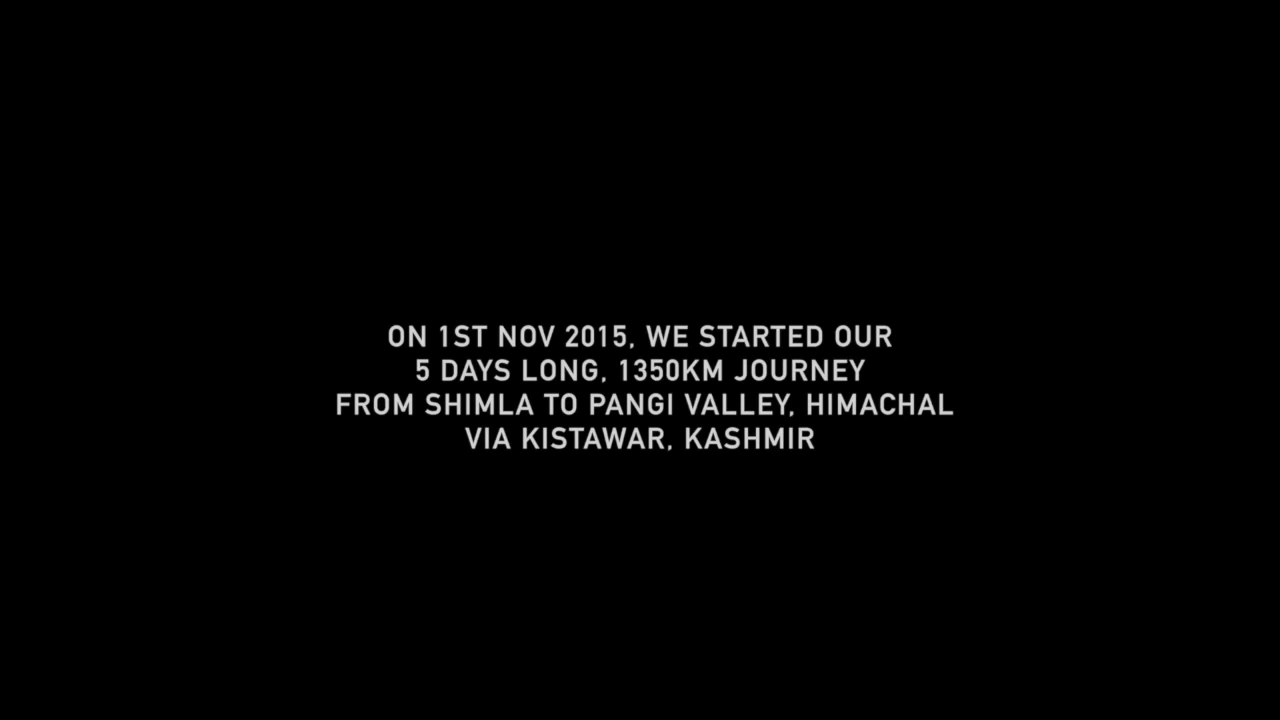 ON 1ST NOV 2015, WE STARTED OUR
5 DAYS LONG, 1350KM JOURNEY
FROM SHIMLA TO PANGI VALLEY, HIMACHAL
VIA KISTAWAR, KASHMIR